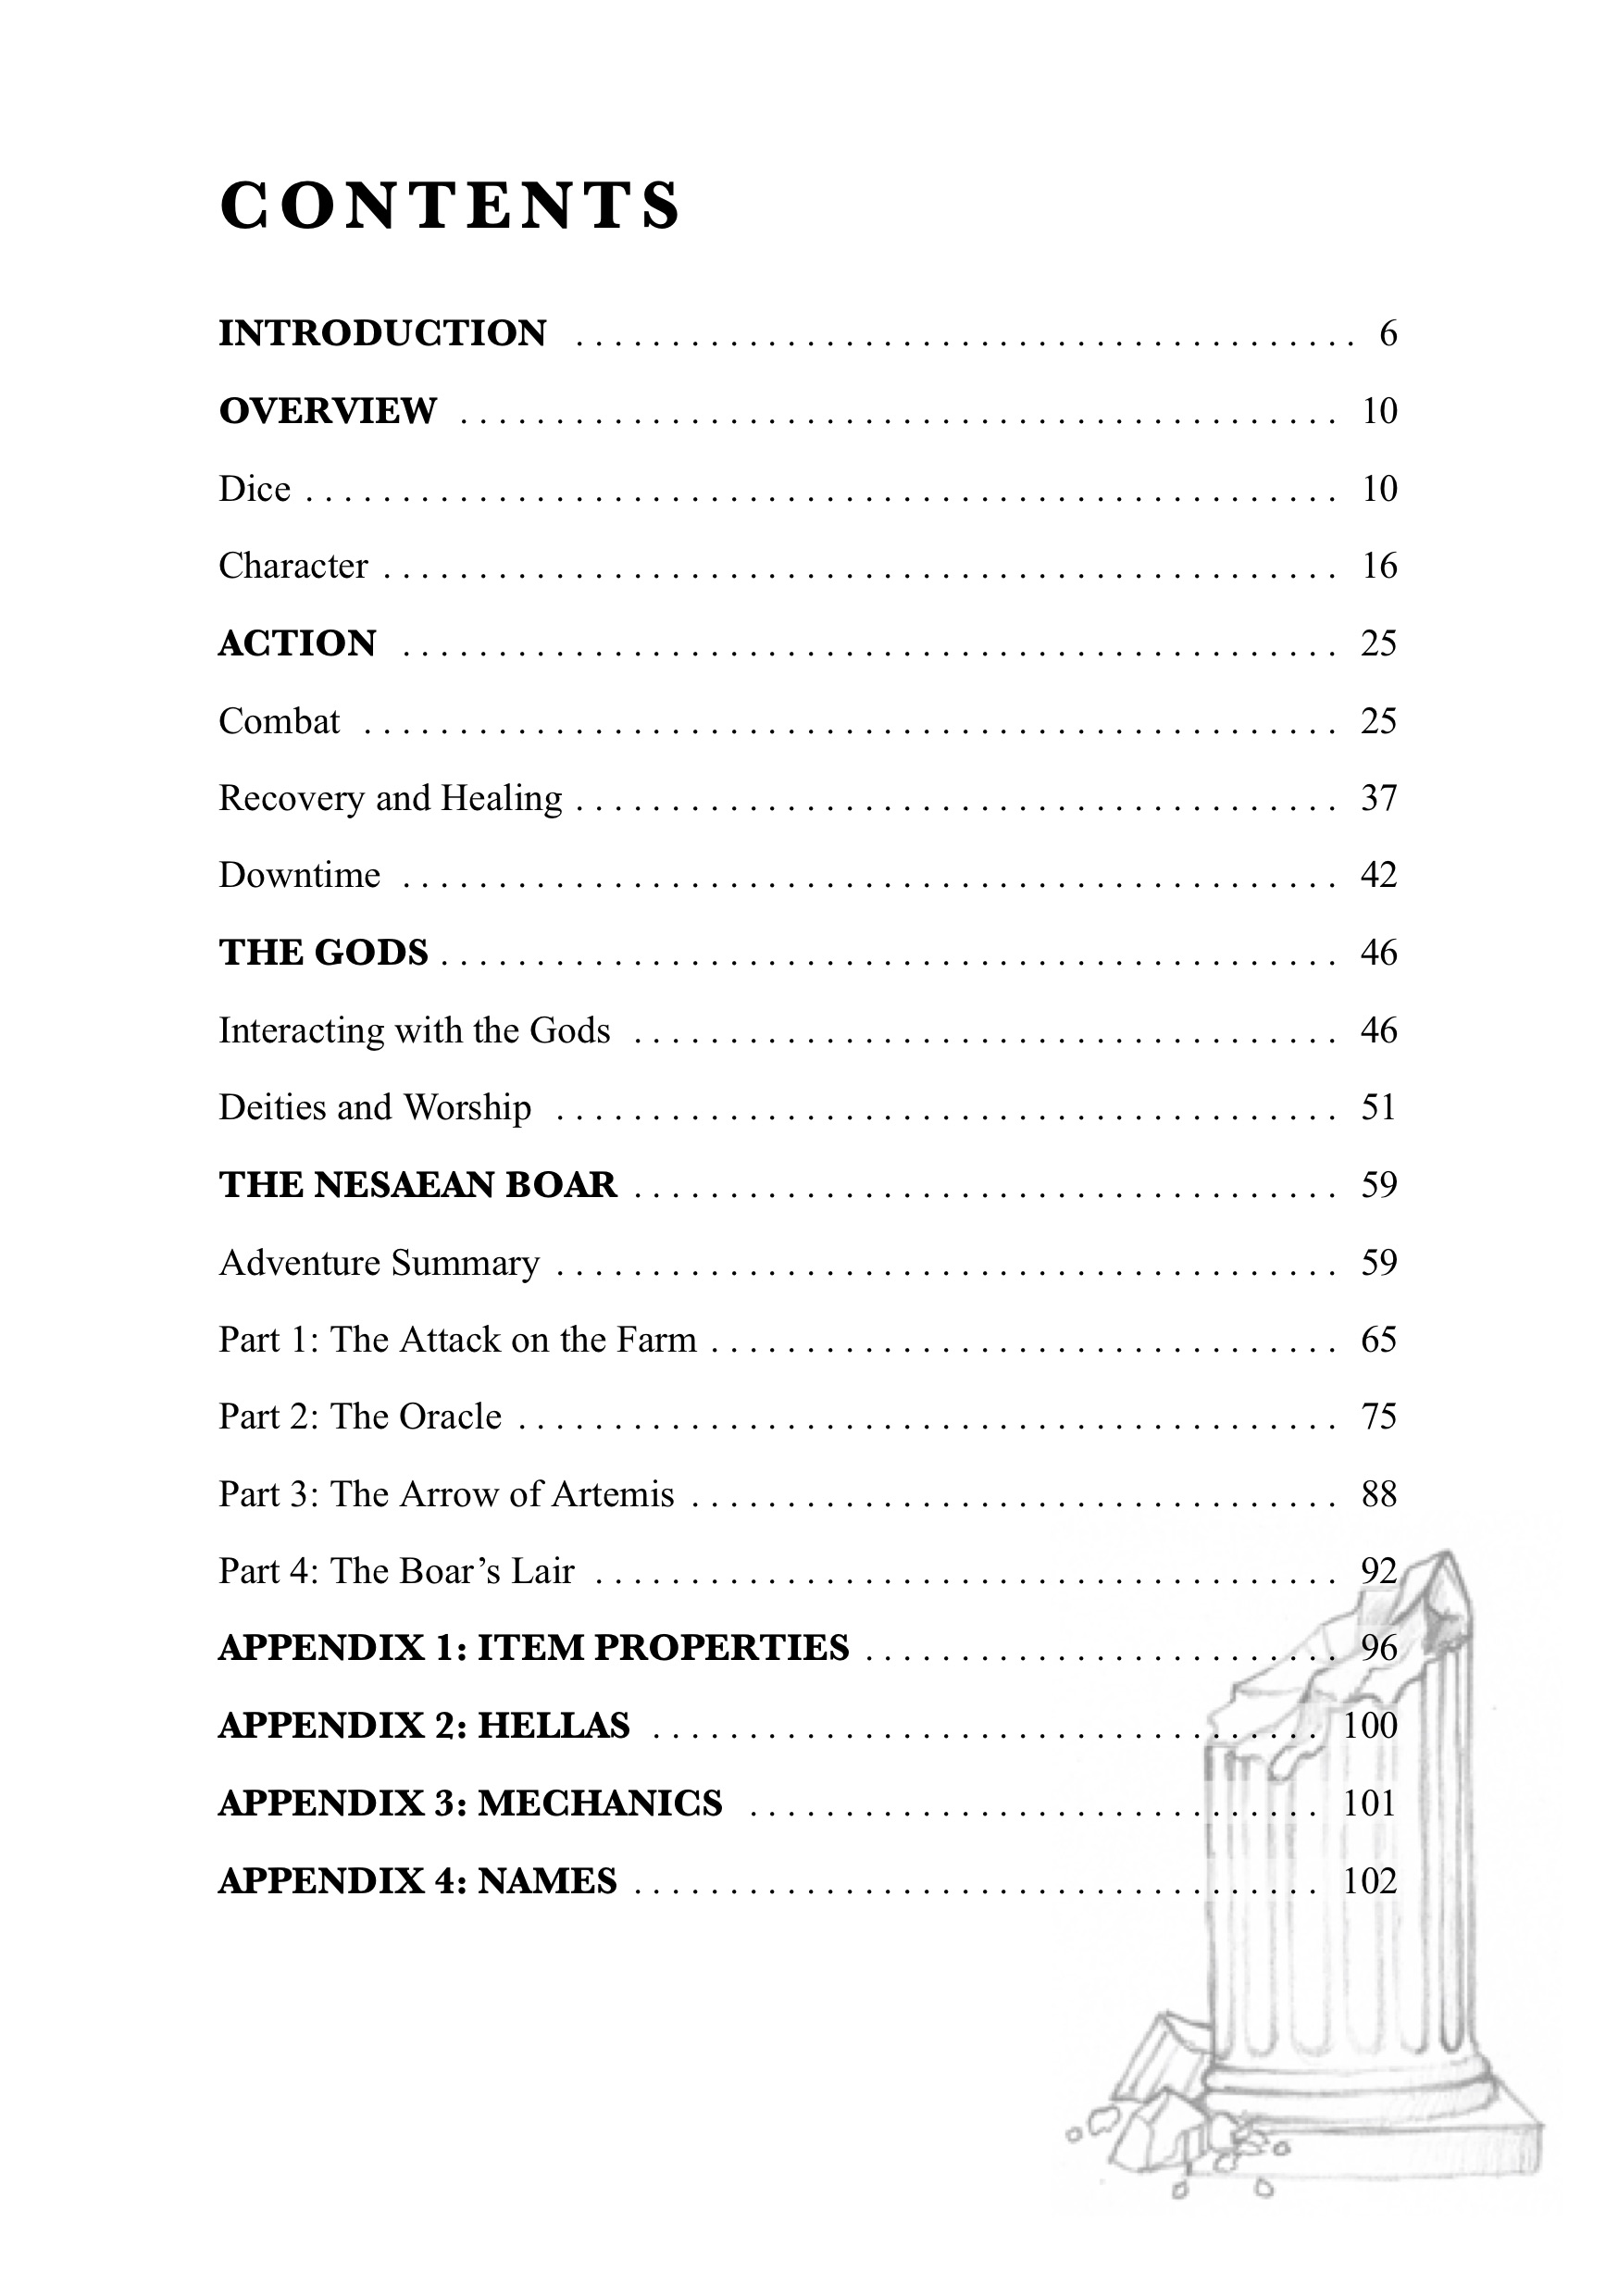 CONTENTS
INTRODUCTION . . . . . . . . . . . . . . . . . . . . . . . . . . . . . . . . . . . . . . . . . 6
OVERVIEW . . . . . . . . . . . . . . . . . . . . . . . . . . . . . . . . . . . . . . . . . . . . . . 10
Dice . . . . . . . . . . . . . . . . . . . . . . . . . . . . . . . . . . . . . . . . . . . . . . . . . . . . . . 10
Character . . . . . . . . . . . . . . . . . . . . . . . . . . . . . . . . . . . . . . . . . . . . . . . . . . 16
ACTION . . . . . . . . . . . . . . . . . . . . . . . . . . . . . . . . . . . . . . . . . . . . . . . . . 25
Combat . . . . . . . . . . . . . . . . . . . . . . . . . . . . . . . . . . . . . . . . . . . . . . . . . . . 25
Recovery and Healing . . . . . . . . . . . . . . . . . . . . . . . . . . . . . . . . . . . . . . . . 37
Downtime . . . . . . . . . . . . . . . . . . . . . . . . . . . . . . . . . . . . . . . . . . . . . . . . . 42
THE GODS . . . . . . . . . . . . . . . . . . . . . . . . . . . . . . . . . . . . . . . . . . . . . . . 46
Interacting with the Gods . . . . . . . . . . . . . . . . . . . . . . . . . . . . . . . . . . . . . 46
Deities and Worship . . . . . . . . . . . . . . . . . . . . . . . . . . . . . . . . . . . . . . . . . 51
THE NESAEAN BOAR . . . . . . . . . . . . . . . . . . . . . . . . . . . . . . . . . . . . . 59
Adventure Summary . . . . . . . . . . . . . . . . . . . . . . . . . . . . . . . . . . . . . . . . . 59
Part 1: The Attack on the Farm . . . . . . . . . . . . . . . . . . . . . . . . . . . . . . . . . 65
Part 2: The Oracle . . . . . . . . . . . . . . . . . . . . . . . . . . . . . . . . . . . . . . . . . . . 75
Part 3: The Arrow of Artemis . . . . . . . . . . . . . . . . . . . . . . . . . . . . . . . . . . 88
Part 4: The Boar’s Lair . . . . . . . . . . . . . . . . . . . . . . . . . . . . . . . . . . . . . . . 92
APPENDIX 1: ITEM PROPERTIES . . . . . . . . . . . . . . . . . . . . . . . . . 96
APPENDIX 2: HELLAS . . . . . . . . . . . . . . . . . . . . . . . . . . . . . . . . . . . 100
APPENDIX 3: MECHANICS . . . . . . . . . . . . . . . . . . . . . . . . . . . . . . 101
APPENDIX 4: NAMES . . . . . . . . . . . . . . . . . . . . . . . . . . . . . . . . . . . . 102